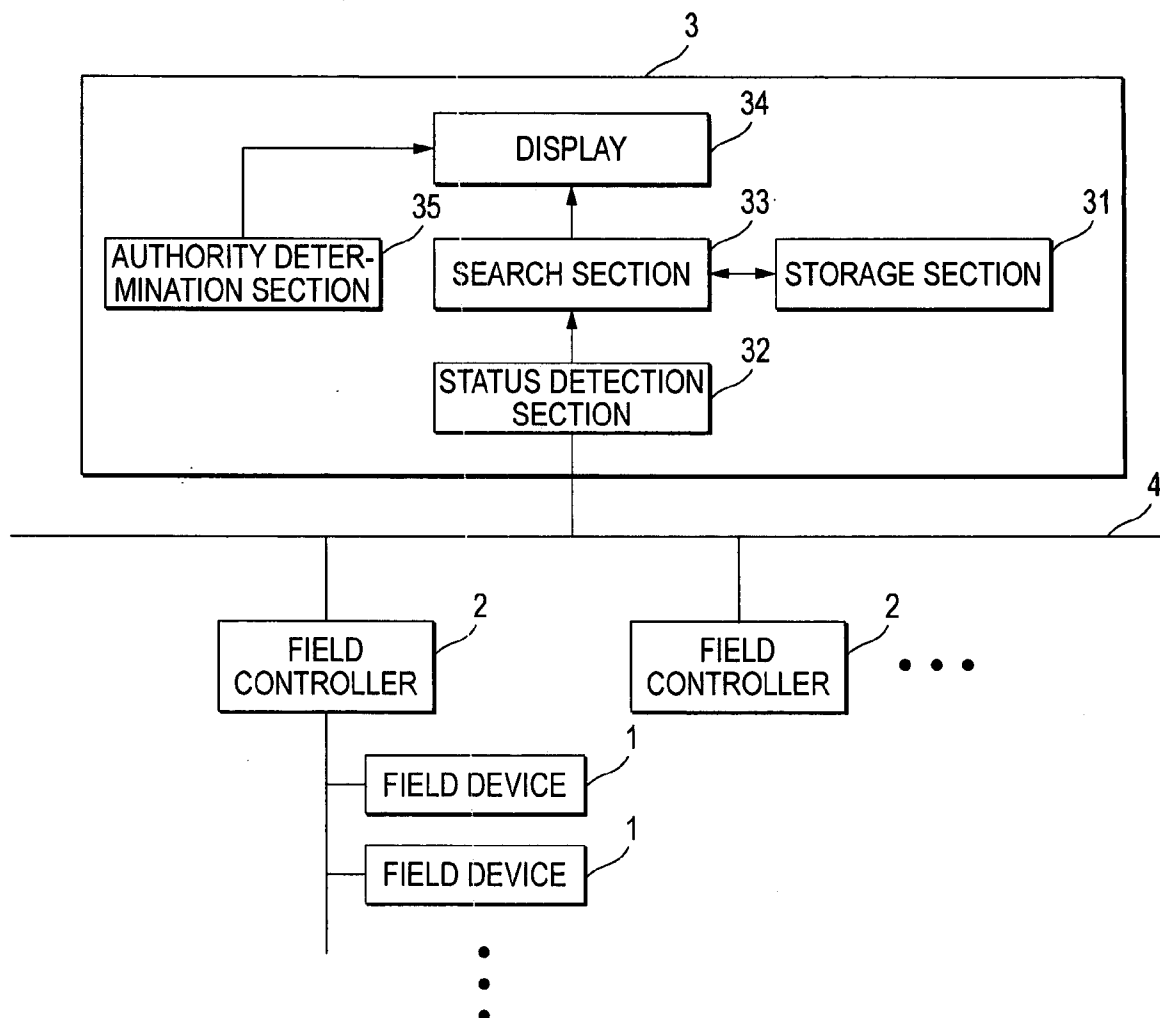 3
34
DISPLAY
35
33
31
AUTHORITY DETER-
MINATION SECTION
SEARCH SECTION
STORAGE SECTION
32
STATUS DETECTION
SECTION
4
2
2
FIELD
CONTROLLER
FIELD
CONTROLLER
1
FIELD DEVICE
1
FIELD DEVICE